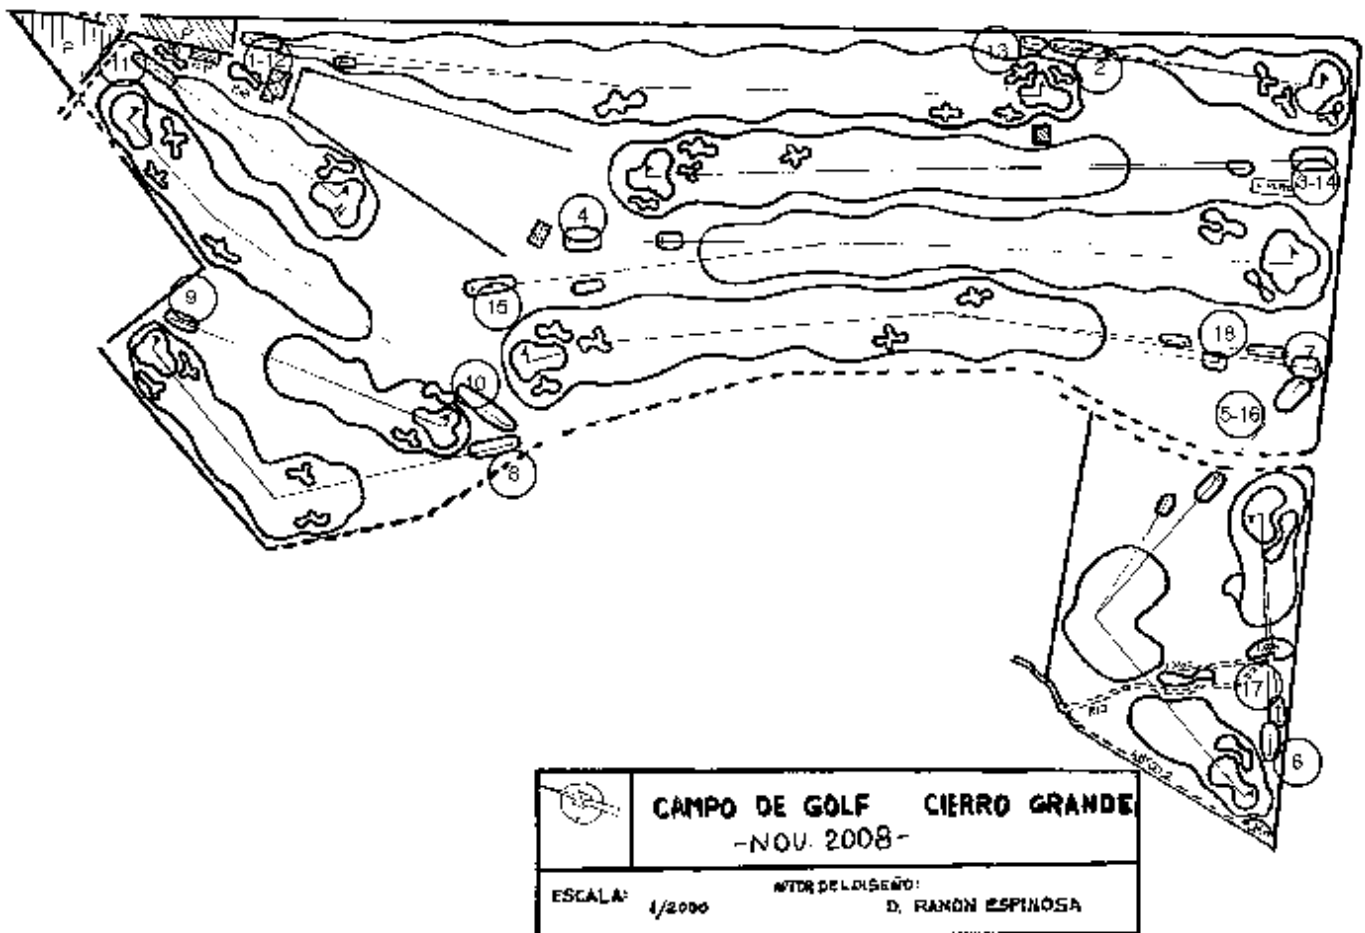 P
P
11
1-12
13
2
3-14
4
15
9
10
8
18
7
5-16
17
RIO
6
CAMPO DE GOLF CIERRO GRANDE
-NOV. 2008-
ESCALA: 1/2000
AUTOR DEL DISEÑO:
D. RAMON ESPINOSA